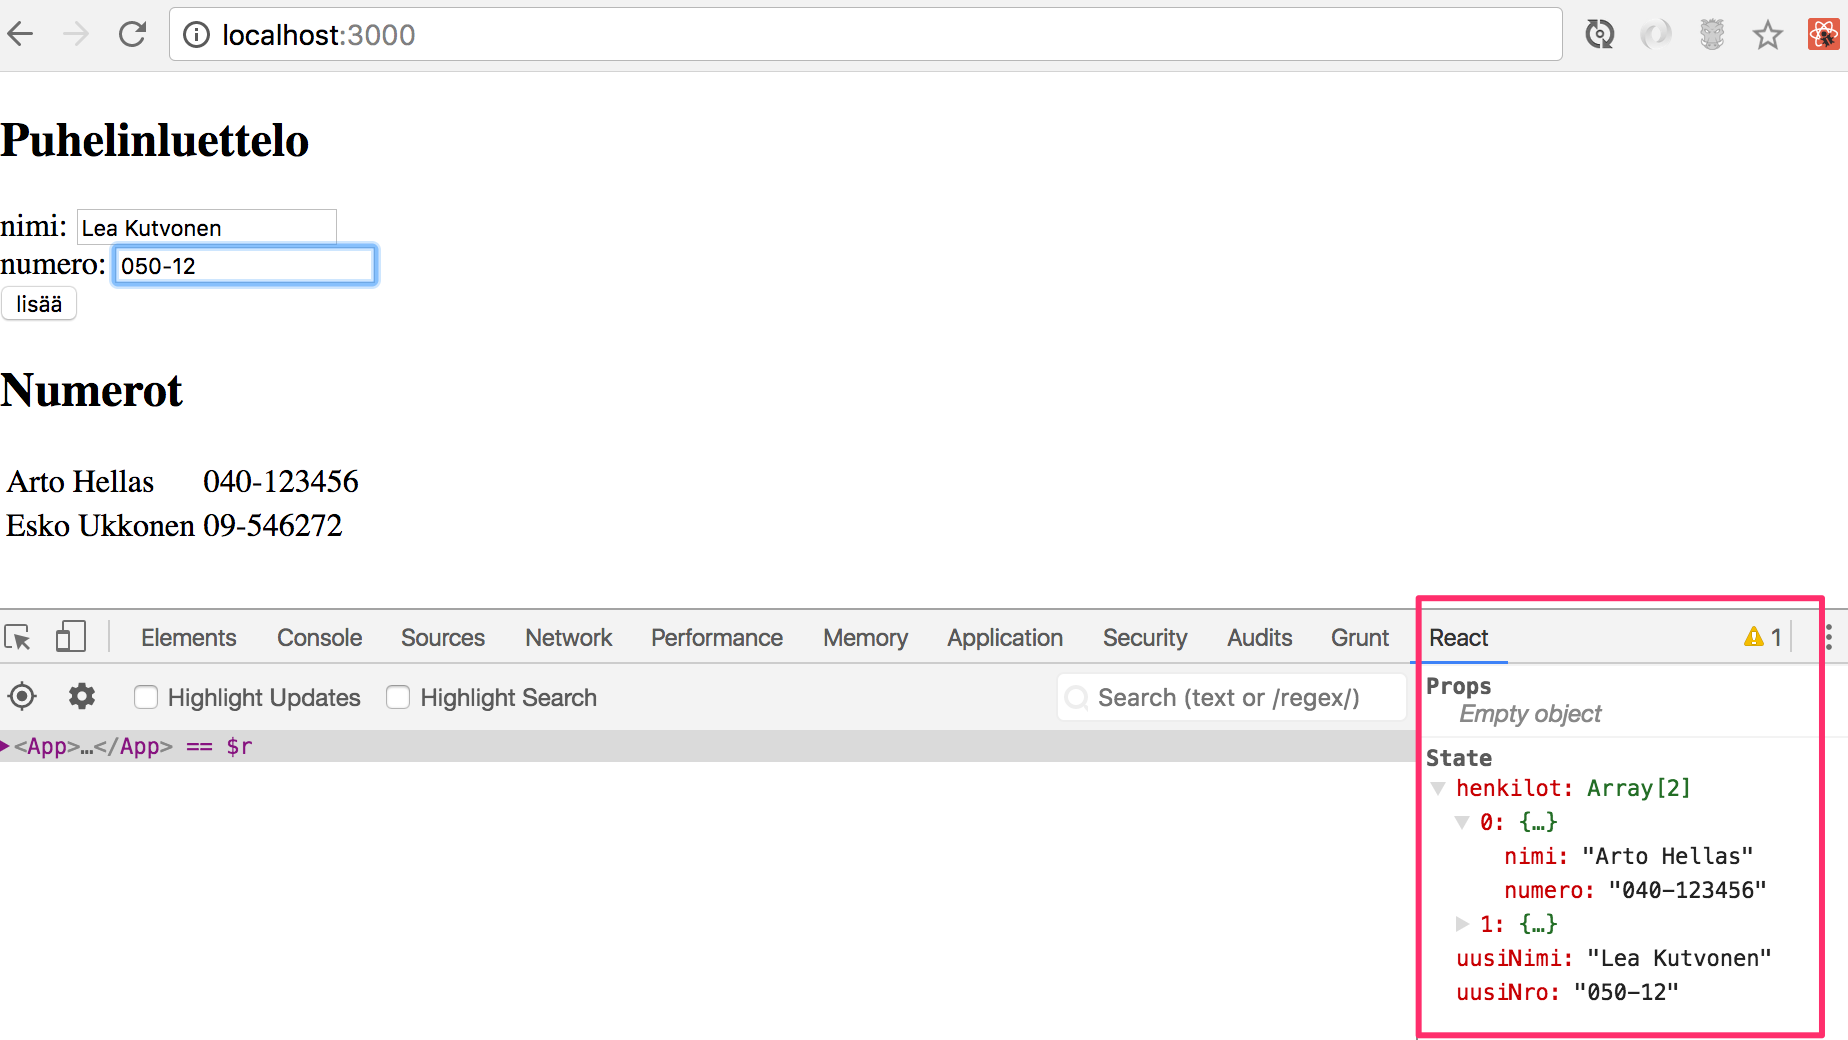 localhost:3000
Puhelinluettelo
nimi: Lea Kutvonen
numero: 050-12
lisää
Numerot
Arto Hellas 040-123456
Esko Ukkonen 09-546272
Elements Console Sources Network Performance Memory Application Security Audits Grunt React 1
Highlight Updates Highlight Search Search (text or /regex/)
<App>…</App> == $r
Props
Empty object
State
henkilot: Array[2]
0: {…}
nimi: "Arto Hellas"
numero: "040-123456"
1: {…}
uusiNimi: "Lea Kutvonen"
uusiNro: "050-12"